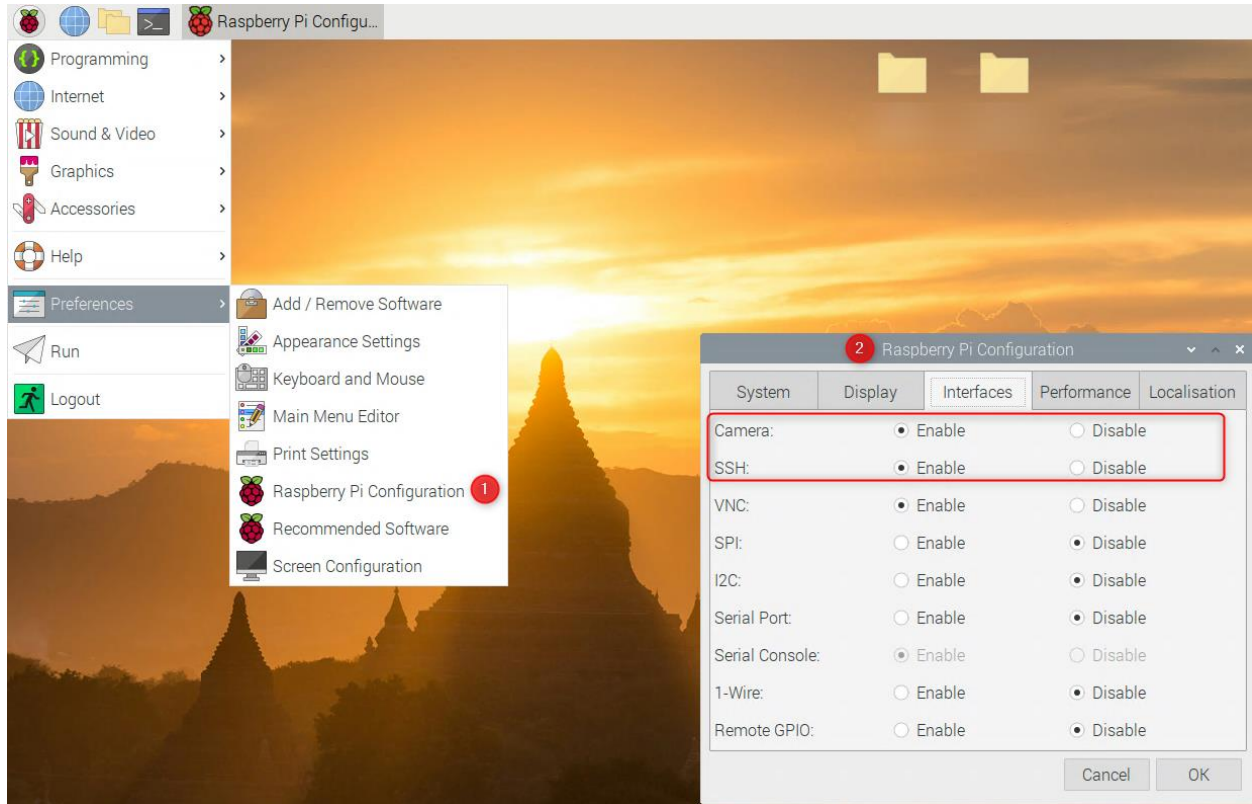 Raspberry Pi Configu...
Programming
Internet
Sound & Video
Graphics
Accessories
Help
Preferences
Run
Logout
Add / Remove Software
Appearance Settings
Keyboard and Mouse
Main Menu Editor
Print Settings
Raspberry Pi Configuration 1
Recommended Software
Screen Configuration
2 Raspberry Pi Configuration
System Display Interfaces Performance Localisation
Camera: Enable Disable
SSH: Enable Disable
VNC: Enable Disable
SPI: Enable Disable
I2C: Enable Disable
Serial Port: Enable Disable
Serial Console: Enable Disable
1-Wire: Enable Disable
Remote GPIO: Enable Disable
Cancel OK